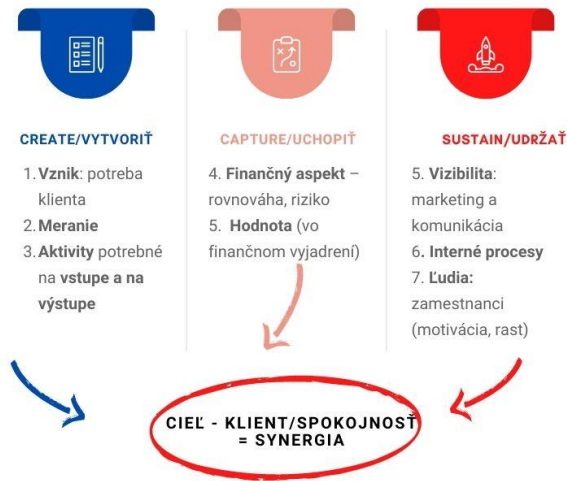 CREATE/VYTVORIŤ
1. Vznik: potreba
klienta
2. Meranie
3. Aktivity potrebné
na vstupe a na
výstupe
CAPTURE/UCHOPIŤ
4. Finančný aspekt –
rovnováha, riziko
5. Hodnota (vo
finančnom vyjadrení)
SUSTAIN/UDRŽAŤ
5. Vizibilita:
marketing a
komunikácia
6. Interné procesy
7. Ľudia:
zamestnanci
(motivácia, rast)
CIEĽ - KLIENT/SPOKOJNOSŤ
= SYNERGIA